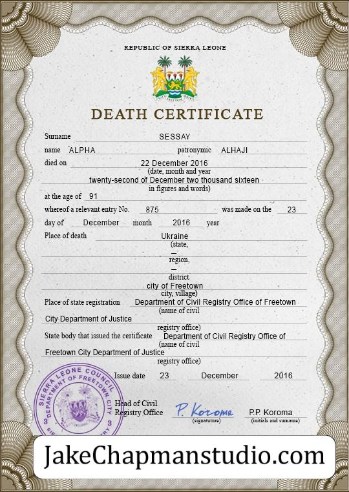 REPUBLIC OF SIERRA LEONE
DEATH CERTIFICATE
Surname SESSAY
name ALPHA patronymic ALHAJI
died on 22 December 2016
(date, month and year)
twenty-second of December two thousand sixteen
in figures and words)
at the age of 91
whereof a relevant entry No. 875 was made on the 23
day of December month 2016 year
Place of death Ukraine
(state,
—
region,
—
district
city of Freetown
city, village)
Place of state registration Department of Civil Registry Office of Freetown
(name of civil
City Department of Justice
registry office)
State body that issued the certificate Department of Civil Registry Office of
(name of civil
Freetown City Department of Justice
registry office)
Issue date 23 December 2016
SIERRA LEONE COUNCIL
DEPARTMENT OF FREETOWN CITY
Head of Civil
Registry Office P. Koroma P.P. Koroma
(signature) (initials and surname)
JakeChapmanstudio.com